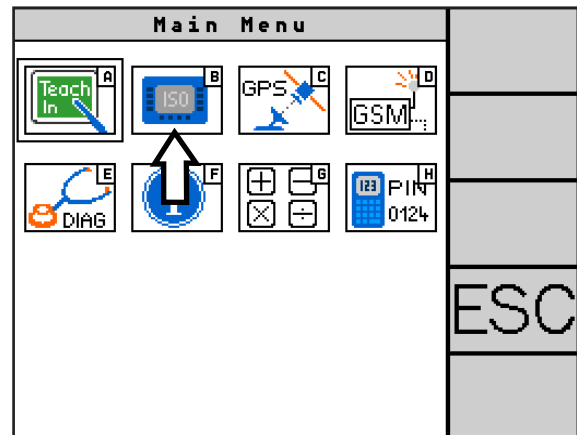 Main Menu
Teach In A
ISO B
GPS C
GSM D
DIAG E
F
G
123 PIN 0124 H
ESC